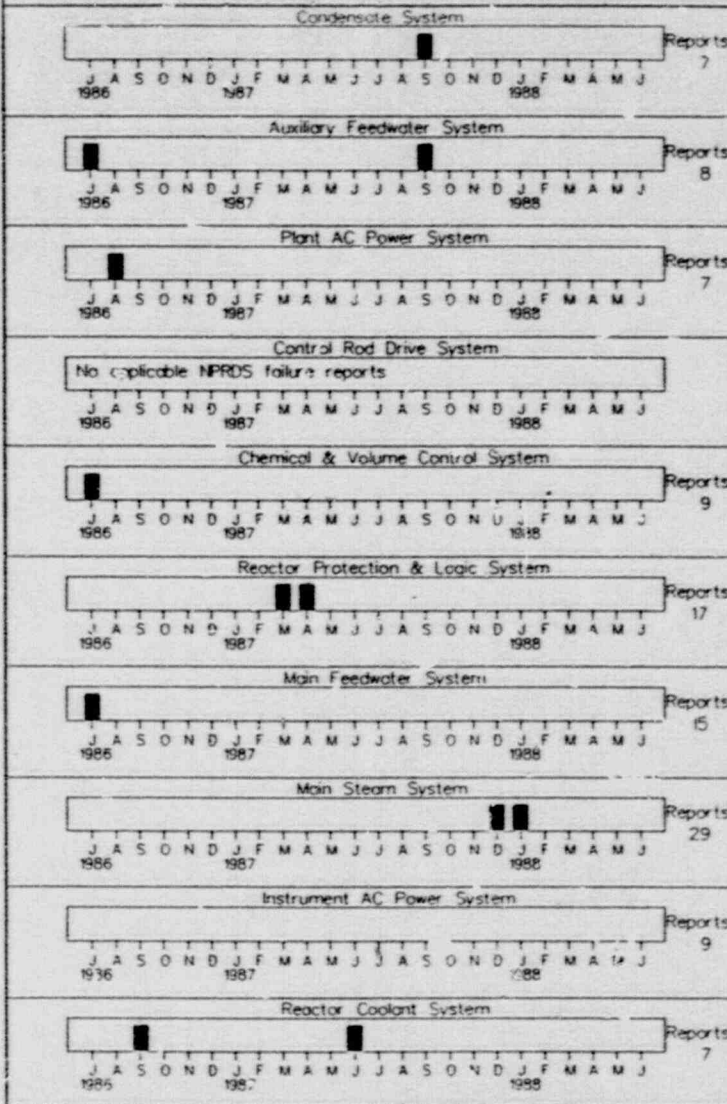 Condensate System
Reports
7
J A S O N D J F M A M J J A S O N D J F M A M J
1986 1987 1988
Auxiliary Feedwater System
Reports
8
J A S O N D J F M A M J J A S O N D J F M A M J
1986 1987 1988
Plant AC Power System
Reports
7
J A S O N D J F M A M J J A S O N D J F M A M J
1986 1987 1988
Control Rod Drive System
No applicable NPRDS failure reports
J A S O N D J F M A M J J A S O N D J F M A M J
1986 1987 1988
Chemical & Volume Control System
Reports
9
J A S O N D J F M A M J J A S O N D J F M A M J
1986 1987 1988
Reactor Protection & Logic System
Reports
17
J A S O N D J F M A M J J A S O N D J F M A M J
1986 1987 1988
Main Feedwater System
Reports
15
J A S O N D J F M A M J J A S O N D J F M A M J
1986 1987 1988
Main Steam System
Reports
29
J A S O N D J F M A M J J A S O N D J F M A M J
1986 1987 1988
Instrument AC Power System
Reports
9
J A S O N D J F M A M J J A S O N D J F M A M J
1986 1987 1988
Reactor Coolant System
Reports
7
J A S O N D J F M A M J J A S O N D J F M A M J
1986 1987 1988